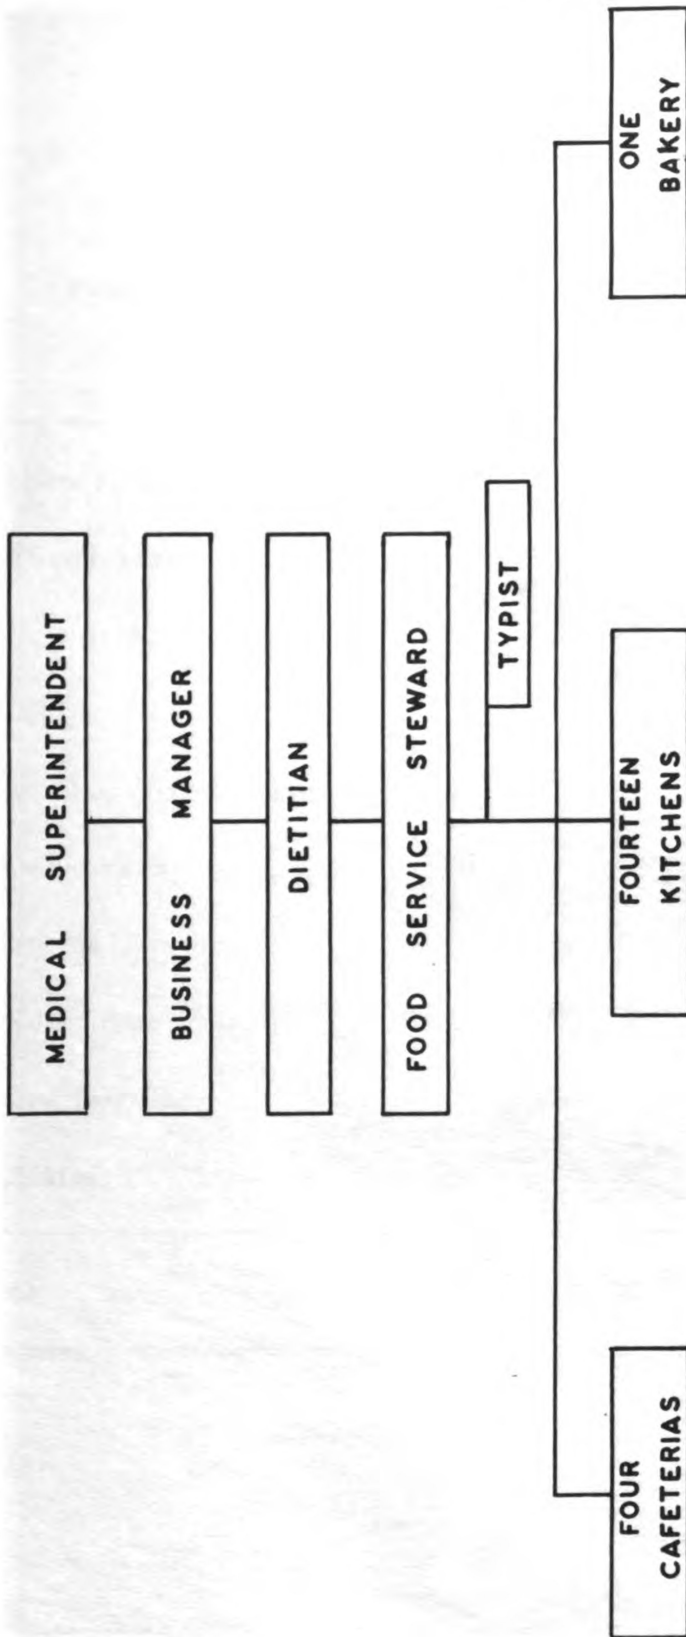 MEDICAL SUPERINTENDENT
BUSINESS MANAGER
DIETITIAN
FOOD SERVICE STEWARD
TYPIST
FOUR
CAFETERIAS
FOURTEEN
KITCHENS
ONE
BAKERY